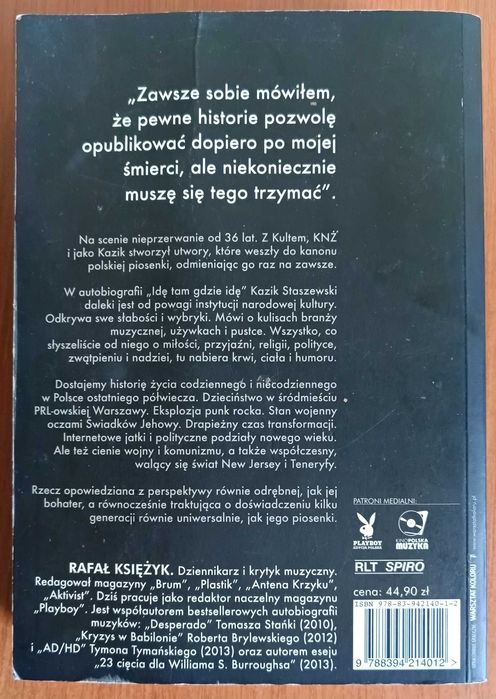 „Zawsze sobie mówiłem,
że pewne historie pozwolę
opublikować dopiero po mojej
śmierci, ale niekoniecznie
muszę się tego trzymać".
Na scenie nieprzerwanie od 36 lat. Z Kultem, KNŻ
i jako Kazik stworzył utwory, które weszły do kanonu
polskiej piosenki, odmieniając go raz na zawsze.
W autobiografii „Idę tam gdzie idę" Kazik Staszewski
daleki jest od powagi instytucji narodowej kultury.
Odkrywa swe słabości i wybryki. Mówi o kulisach branży
muzycznej, używkach i pustce. Wszystko, co
słyszeliście od niego o miłości, przyjaźni, religii, polityce,
zwątpieniu i nadziei, tu nabiera krwi, ciała i humoru.
Dostajemy historię życia codziennego i niecodziennego
w Polsce ostatniego półwiecza. Dzieciństwo w śródmieściu
PRL-owskiej Warszawy. Eksplozja punk rocka. Stan wojenny
oczami Świadków Jehowy. Drapieżny czas transformacji.
Internetowe jatki i polityczne podziały nowego wieku.
Ale też cienie wojny i komunizmu, a także współczesny,
walący się świat New Jersey i Teneryfy.
Rzecz opowiedziana z perspektywy równie odrębnej, jak jej
bohater, a równocześnie traktująca o doświadczeniu kilku
generacji równie uniwersalnie, jak jego piosenki.
RAFAŁ KSIĘŻYK. Dziennikarz i krytyk muzyczny.
Redagował magazyny „Brum", „Plastik", „Antena Krzyku",
„Aktivist". Dziś pracuje jako redaktor naczelny magazynu
„Playboy". Jest współautorem bestsellerowych autobiografii
muzyków: „Desperado" Tomasza Stańki (2010),
„Kryzys w Babilonie" Roberta Brylewskiego (2012)
i „AD/HD" Tymona Tymańskiego (2013) oraz autorem eseju
„23 cięcia dla Williama S. Burroughsa" (2013).
PATRONI MEDIALNI:
PLAYBOY
EDYCJA POLSKA
KINO POLSKA
MUZYKA
RLT SPIRO
cena: 44,90 zł
ISBN 978-83-942140-1-2
9 788394 214012 >
WARSZTAT KOLORU